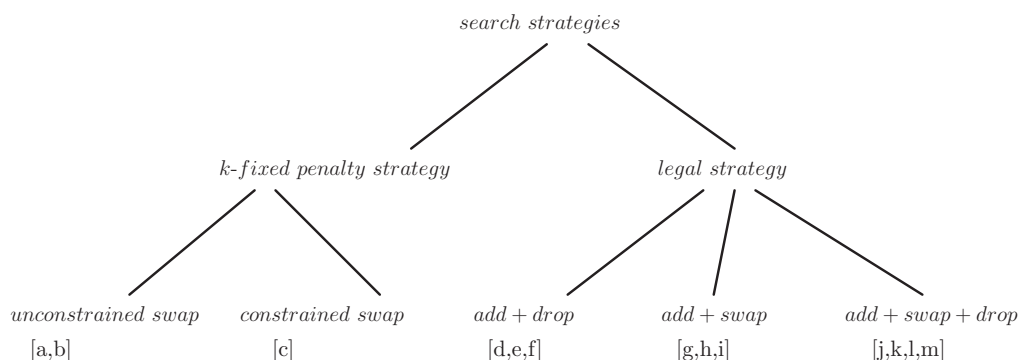 search strategies
k-fixed penalty strategy
legal strategy
unconstrained swap
constrained swap
add + drop
add + swap
add + swap + drop
[a,b]
[c]
[d,e,f]
[g,h,i]
[j,k,l,m]